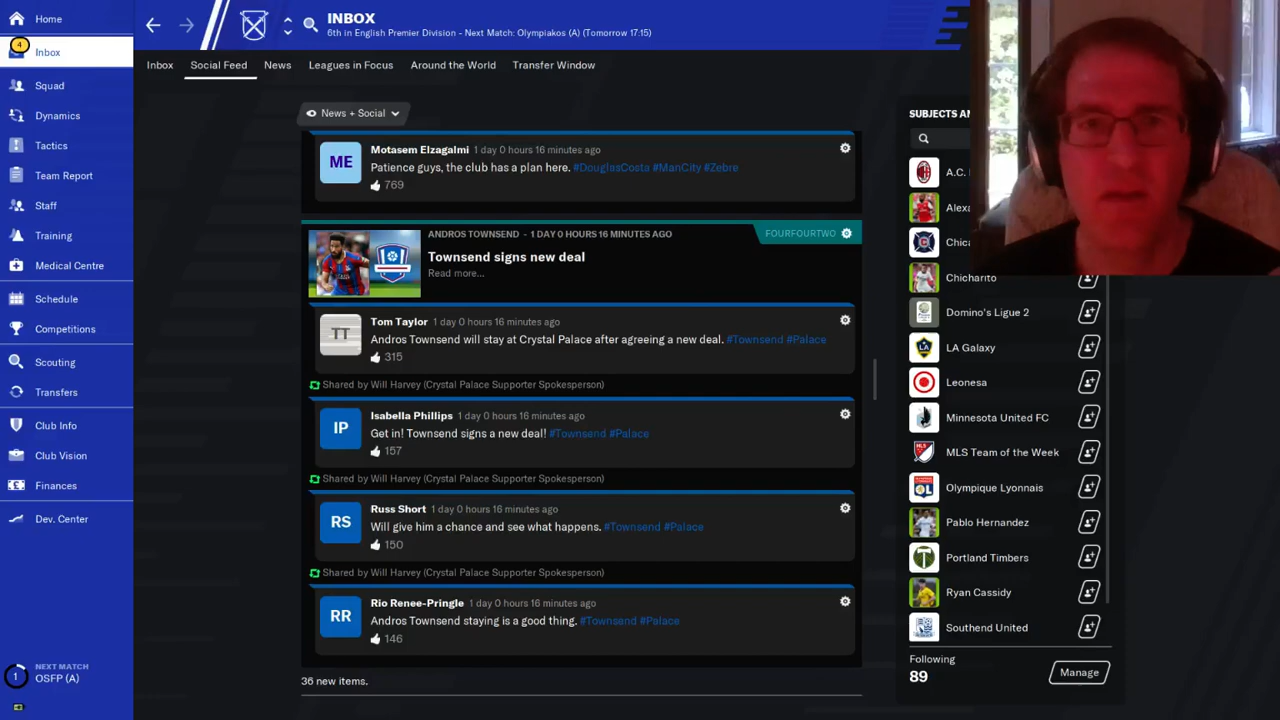 Home
4
Inbox
Squad
Dynamics
Tactics
Team Report
Staff
Training
Medical Centre
Schedule
Competitions
Scouting
Transfers
Club Info
Club Vision
Finances
Dev. Center
1
NEXT MATCH
OSFP (A)
INBOX
6th in English Premier Division - Next Match: Olympiakos (A) (Tomorrow 17:15)
Inbox Social Feed News Leagues in Focus Around the World Transfer Window
News + Social
ME
Motasem Elzagalmi 1 day 0 hours 16 minutes ago
Patience guys, the club has a plan here. #DouglasCosta #ManCity #Zebre
769
ANDROS TOWNSEND - 1 DAY 0 HOURS 16 MINUTES AGO
FOURFOURTWO
Townsend signs new deal
Read more...
TT
Tom Taylor 1 day 0 hours 16 minutes ago
Andros Townsend will stay at Crystal Palace after agreeing a new deal. #Townsend #Palace
315
Shared by Will Harvey (Crystal Palace Supporter Spokesperson)
IP
Isabella Phillips 1 day 0 hours 16 minutes ago
Get in! Townsend signs a new deal! #Townsend #Palace
157
Shared by Will Harvey (Crystal Palace Supporter Spokesperson)
RS
Russ Short 1 day 0 hours 16 minutes ago
Will give him a chance and see what happens. #Townsend #Palace
150
Shared by Will Harvey (Crystal Palace Supporter Spokesperson)
RR
Rio Renee-Pringle 1 day 0 hours 16 minutes ago
Andros Townsend staying is a good thing. #Townsend #Palace
146
36 new items.
SUBJECTS
A.C.
Chicharito
Domino's Ligue 2
LA Galaxy
Leonesa
Minnesota United FC
MLS Team of the Week
Olympique Lyonnais
Pablo Hernandez
Portland Timbers
Ryan Cassidy
Southend United
Following
89
Manage